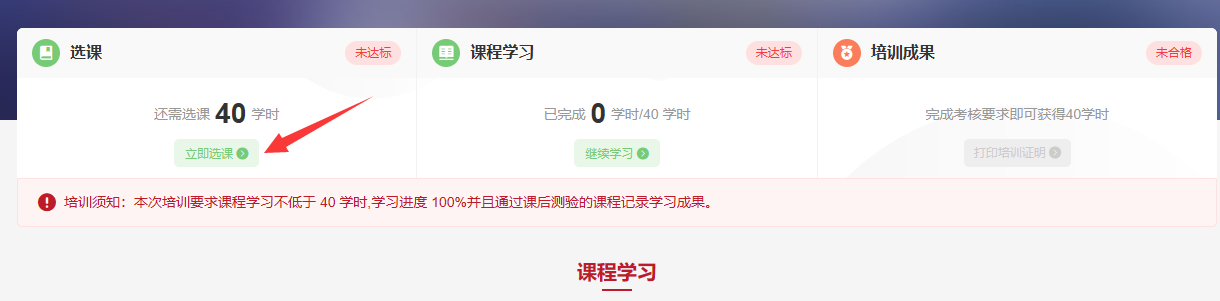 选课 未达标
还需选课 40 学时
立即选课
课程学习 未达标
已完成 0 学时/40 学时
继续学习
培训成果 未合格
完成考核要求即可获得40学时
打印培训证明
培训须知：本次培训要求课程学习不低于 40 学时,学习进度 100%并且通过课后测验的课程记录学习成果。
课程学习